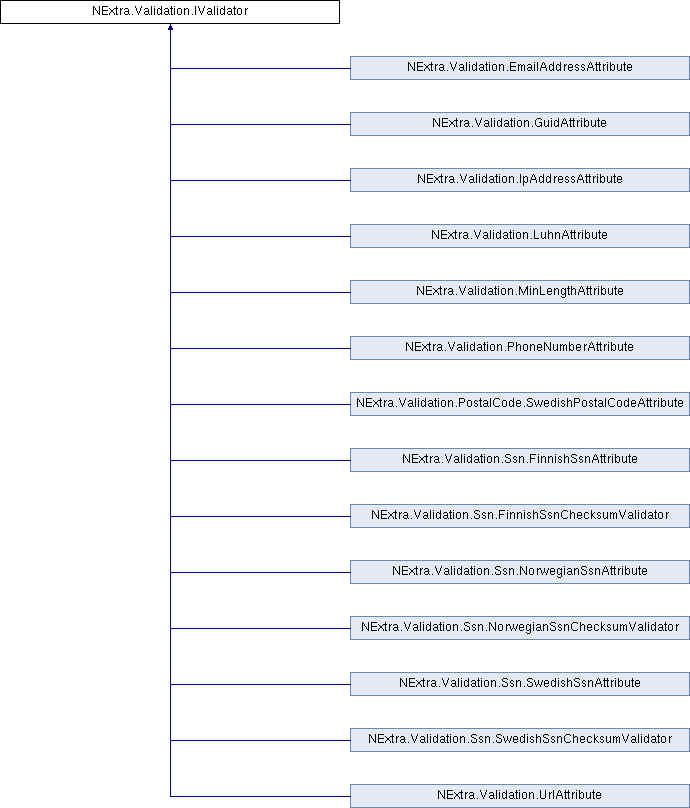 NExtra.Validation.IValidator
NExtra.Validation.EmailAddressAttribute
NExtra.Validation.GuidAttribute
NExtra.Validation.IpAddressAttribute
NExtra.Validation.LuhnAttribute
NExtra.Validation.MinLengthAttribute
NExtra.Validation.PhoneNumberAttribute
NExtra.Validation.PostalCode.SwedishPostalCodeAttribute
NExtra.Validation.Ssn.FinnishSsnAttribute
NExtra.Validation.Ssn.FinnishSsnChecksumValidator
NExtra.Validation.Ssn.NorwegianSsnAttribute
NExtra.Validation.Ssn.NorwegianSsnChecksumValidator
NExtra.Validation.Ssn.SwedishSsnAttribute
NExtra.Validation.Ssn.SwedishSsnChecksumValidator
NExtra.Validation.UrlAttribute